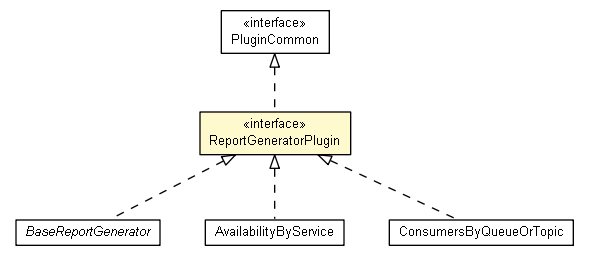 «interface»
PluginCommon
«interface»
ReportGeneratorPlugin
BaseReportGenerator
AvailabilityByService
ConsumersByQueueOrTopic